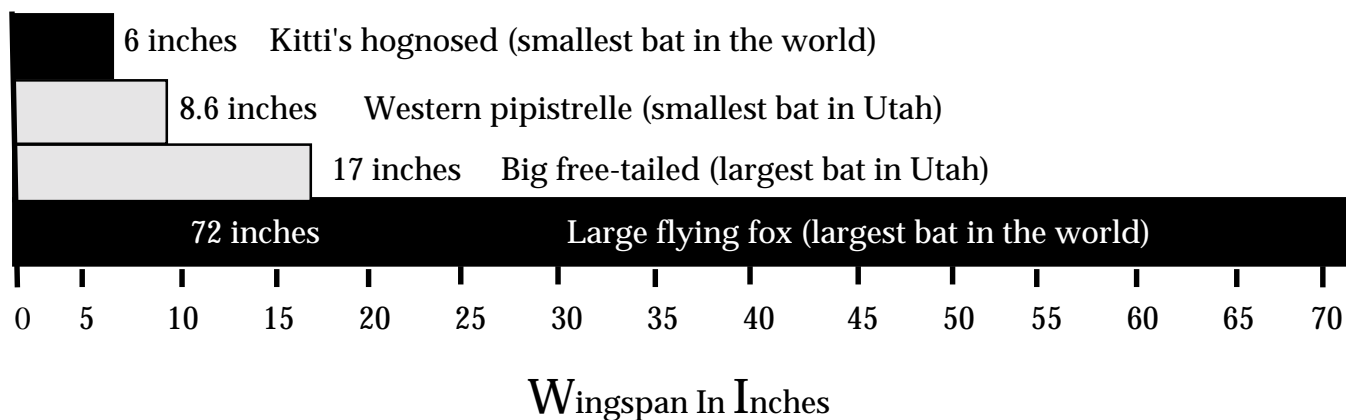 6 inches Kitti's hognosed (smallest bat in the world)
8.6 inches Western pipistrelle (smallest bat in Utah)
17 inches Big free-tailed (largest bat in Utah)
72 inches Large flying fox (largest bat in the world)
0 5 10 15 20 25 30 35 40 45 50 55 60 65 70
Wingspan In Inches